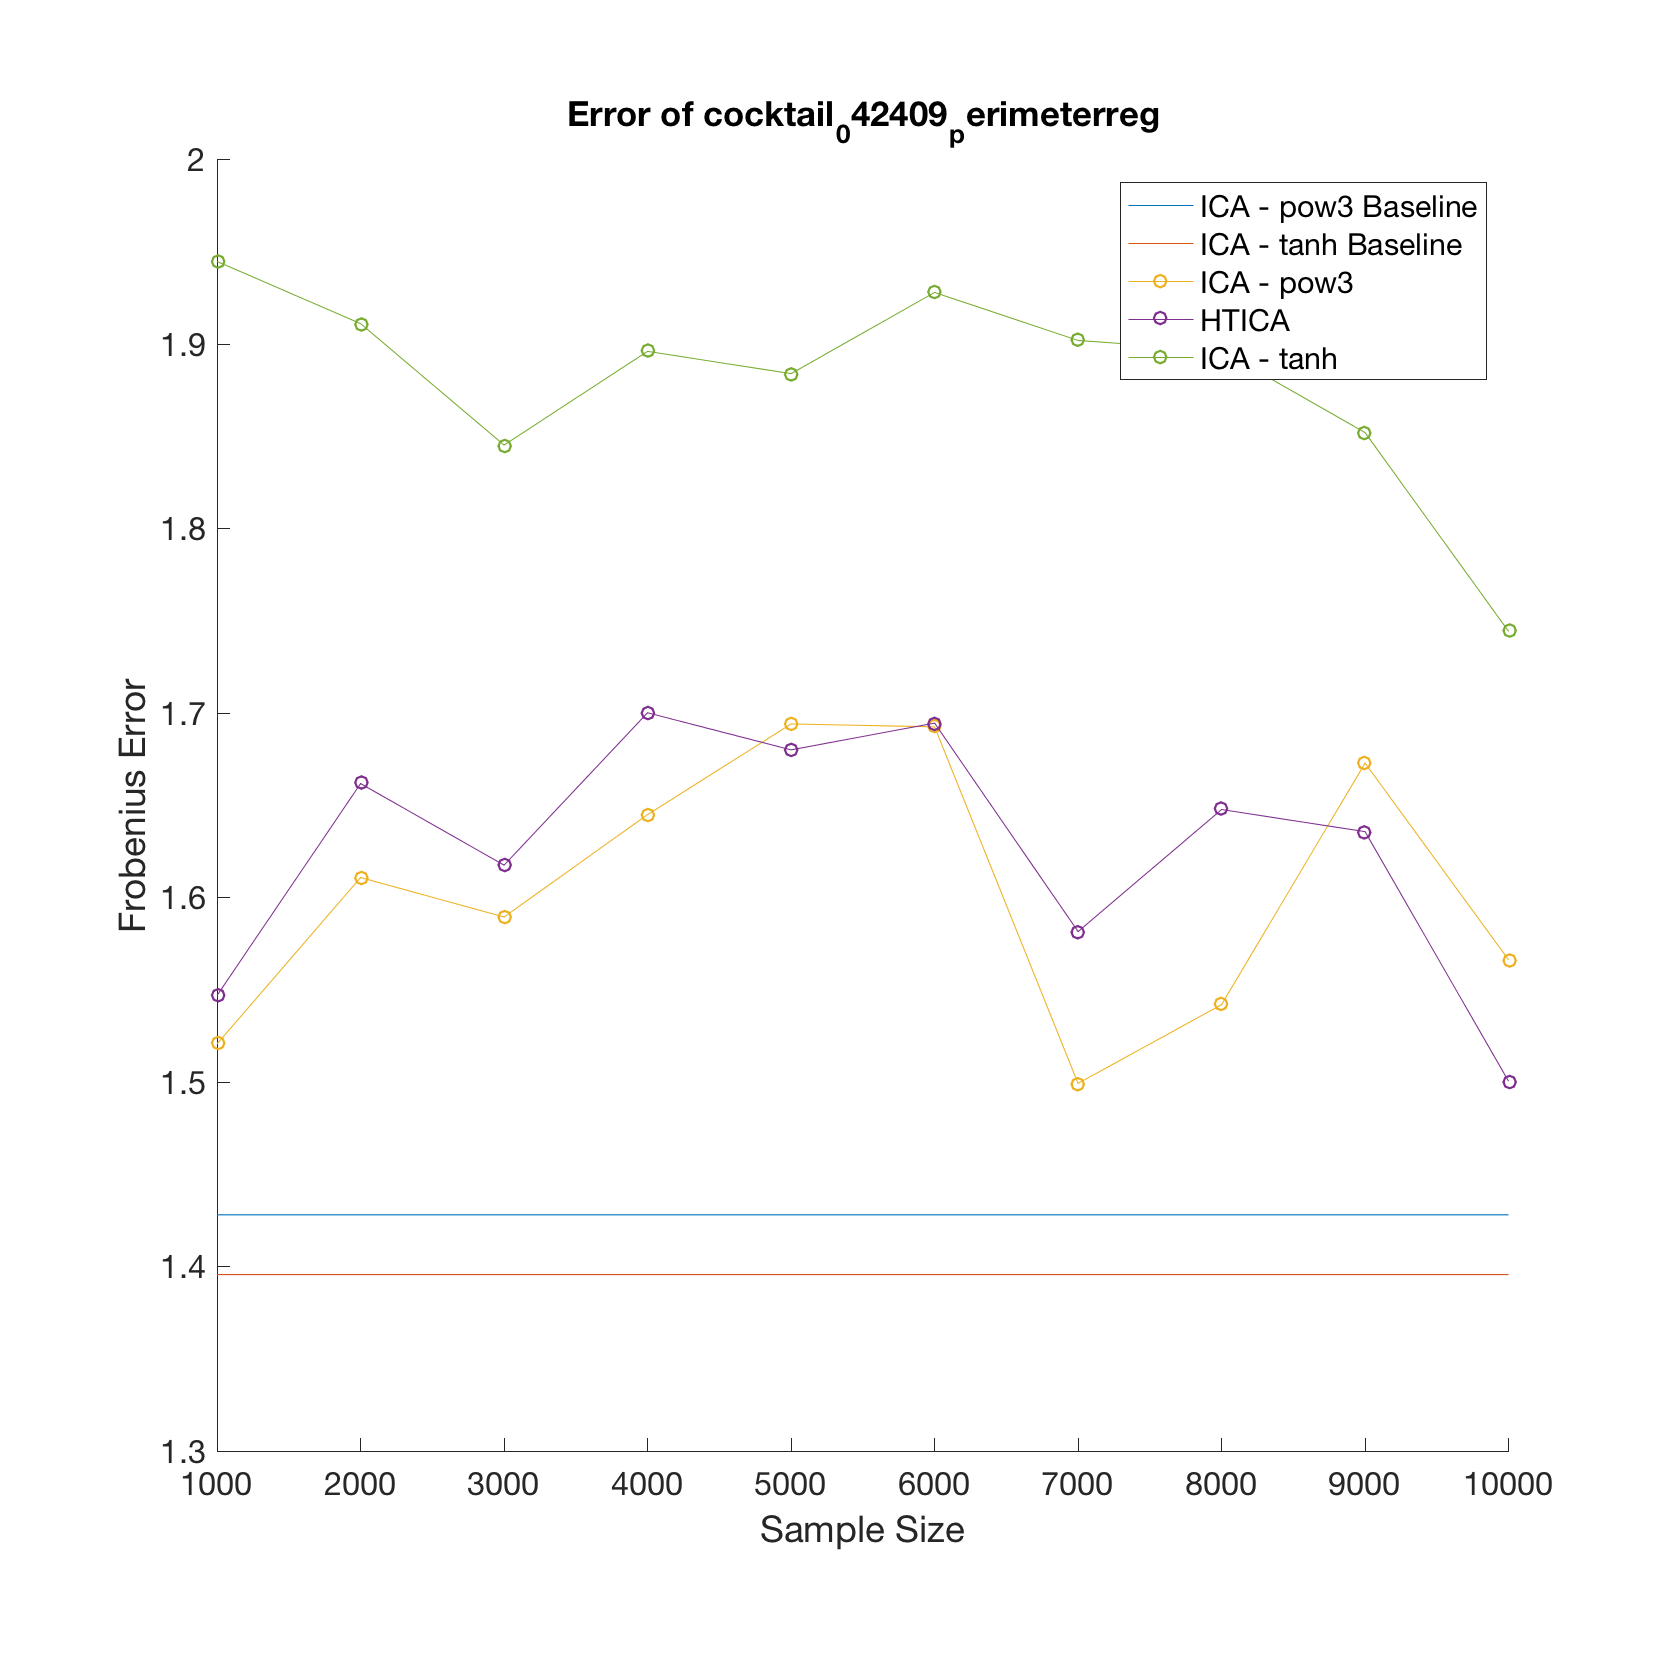 Error of cocktail_042409_perimeterreg
2
1.9
1.8
1.7
1.6
1.5
1.4
1.3
Frobenius Error
ICA - pow3 Baseline
ICA - tanh Baseline
ICA - pow3
HTICA
ICA - tanh
1000 2000 3000 4000 5000 6000 7000 8000 9000 10000
Sample Size